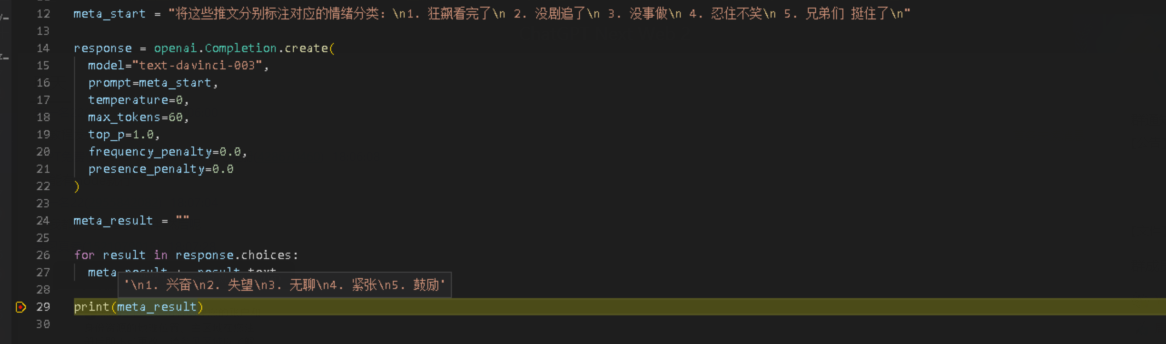 12 meta_start = "将这些推文分别标注对应的情绪分类：\n1. 狂飙看完了\n 2. 没剧追了\n 3. 没事做\n 4. 忍住不笑\n 5. 兄弟们 挺住了\n"
13
14 response = openai.Completion.create(
15 model="text-davinci-003",
16 prompt=meta_start,
17 temperature=0,
18 max_tokens=60,
19 top_p=1.0,
20 frequency_penalty=0.0,
21 presence_penalty=0.0
22 )
23
24 meta_result = ""
25
26 for result in response.choices:
27
'\n1. 兴奋\n2. 失望\n3. 无聊\n4. 紧张\n5. 鼓励'
28
29 print(meta_result)
30